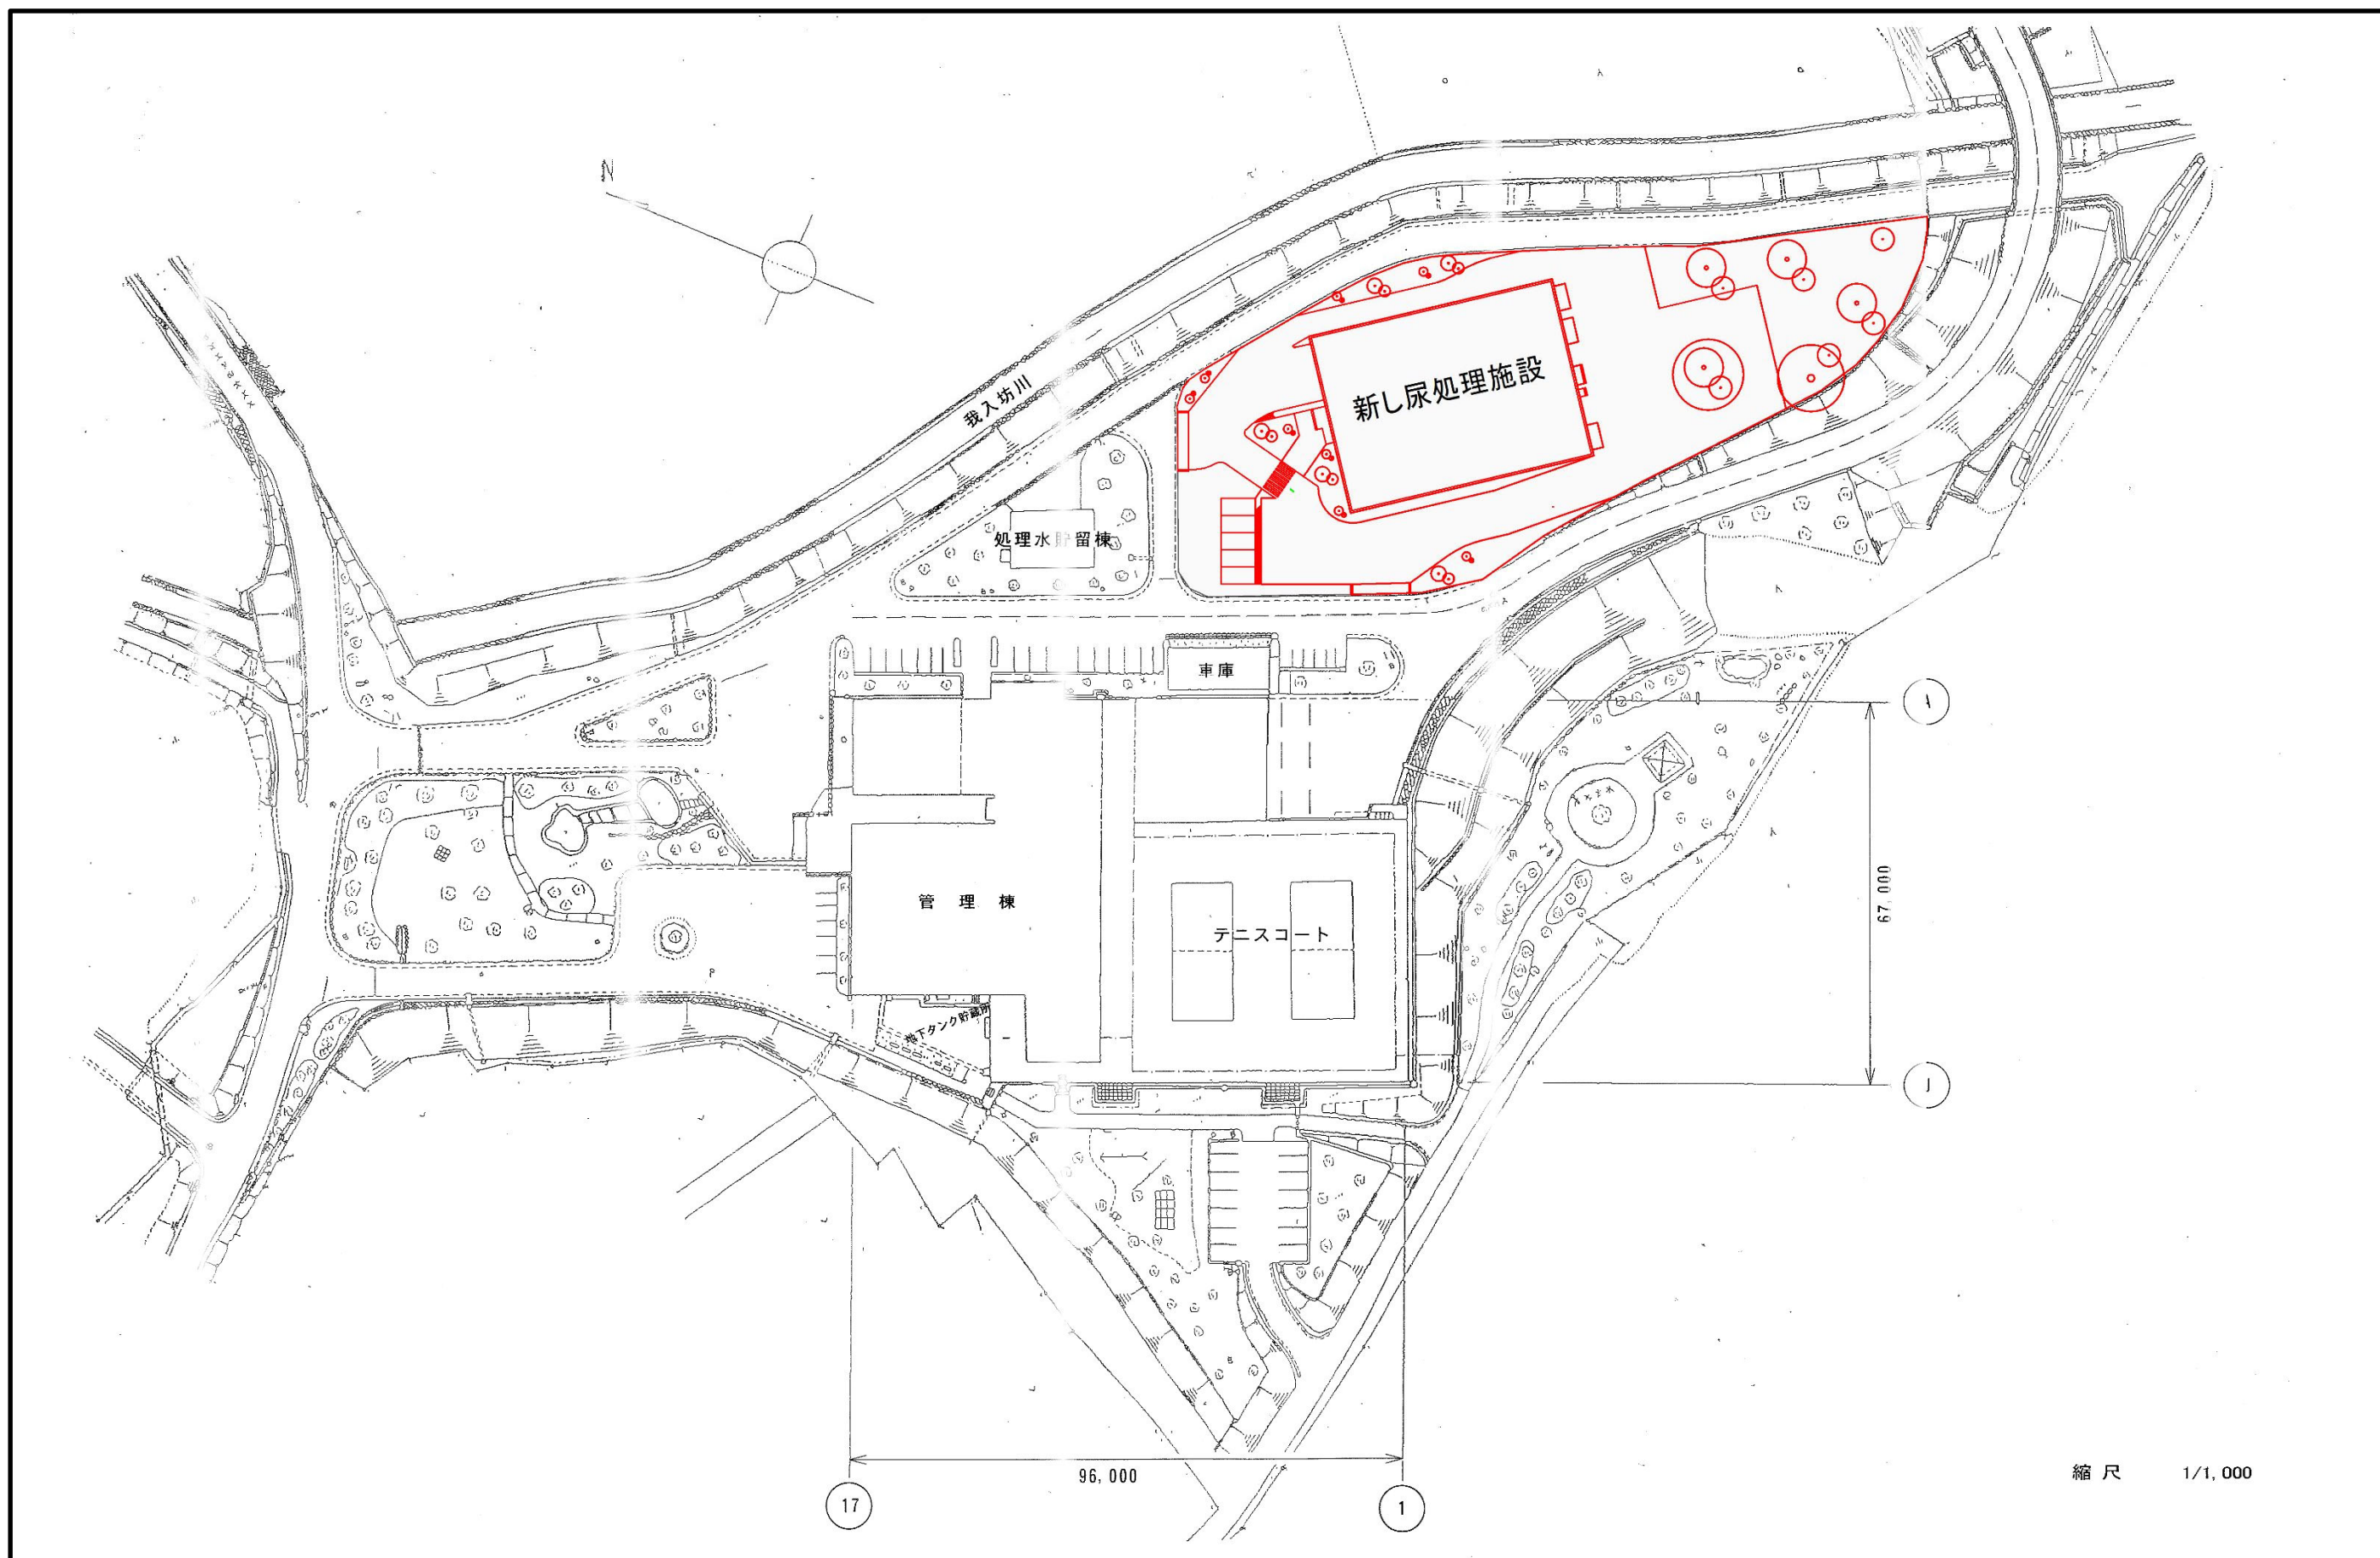 N
我入坊川
新し尿処理施設
処理水貯留棟
車庫
管理棟
テニスコート
地下タンク貯蔵所
67,000
J
96,000
17
1
縮尺 1/1,000